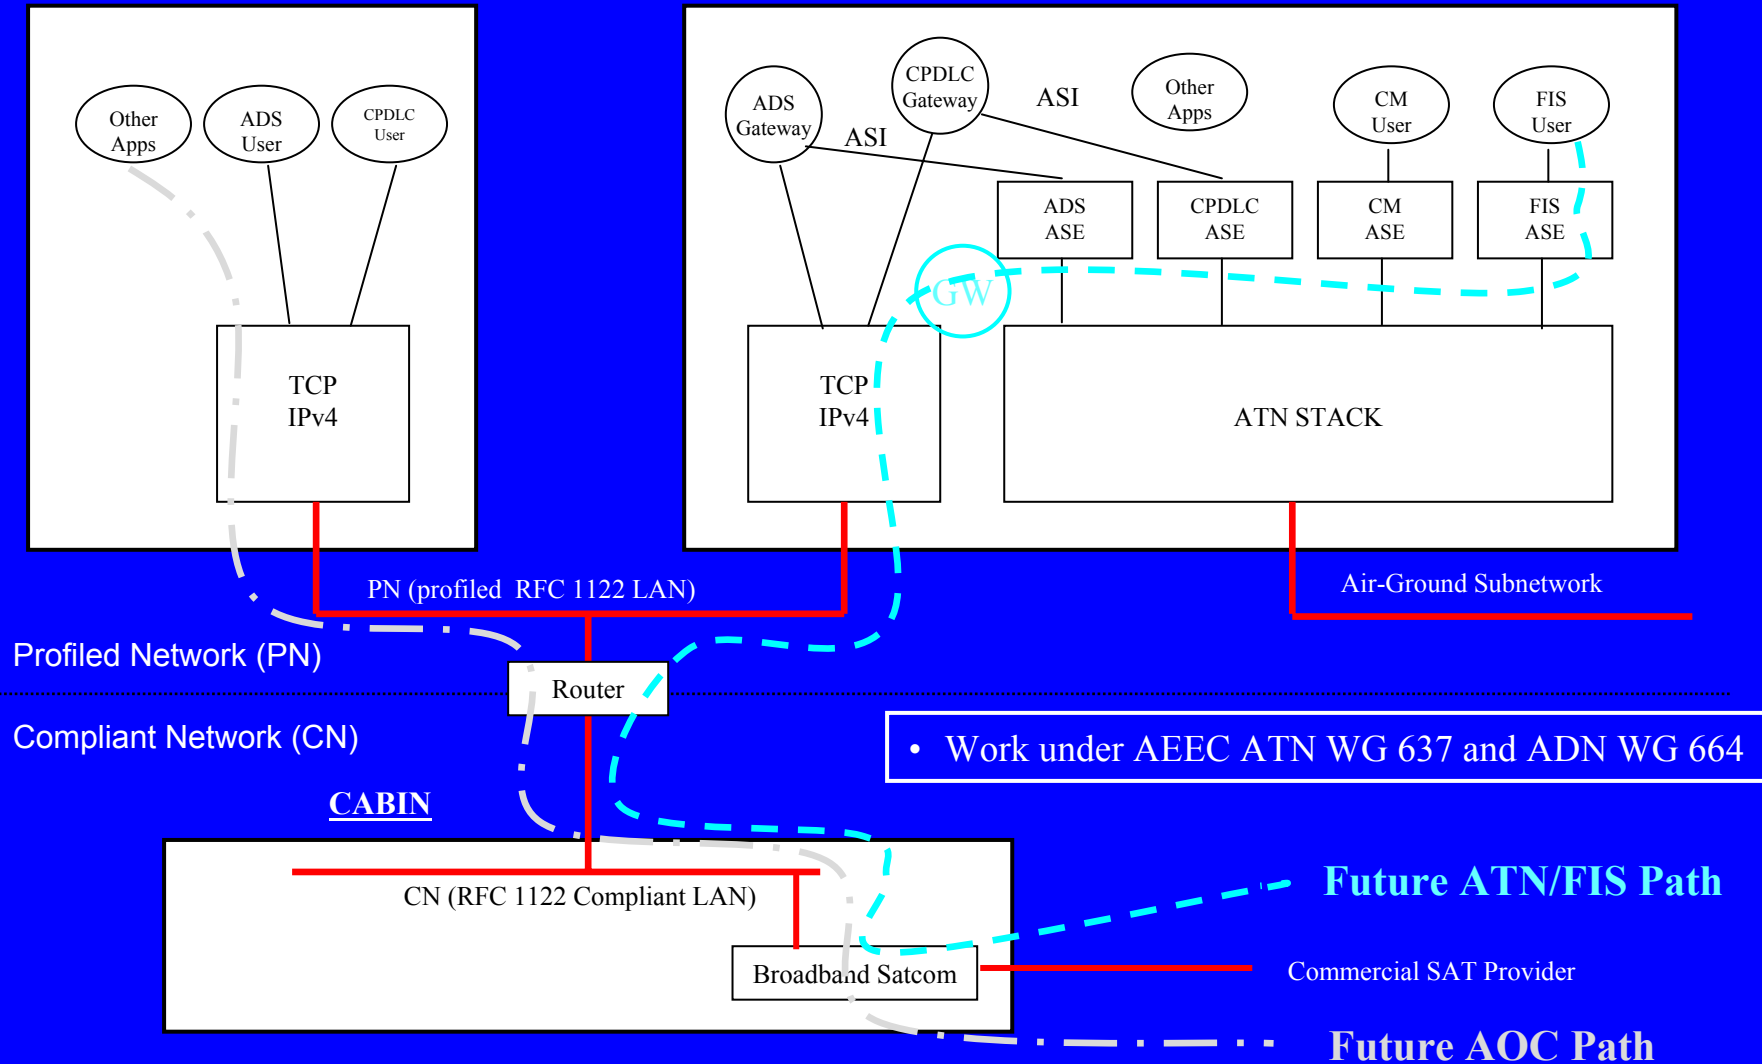 Other
Apps
ADS
User
CPDLC
User
TCP
IPv4
ADS
Gateway
CPDLC
Gateway
ASI
ASI
Other
Apps
CM
User
FIS
User
ADS
ASE
CPDLC
ASE
CM
ASE
FIS
ASE
GW
TCP
IPv4
ATN STACK
PN (profiled RFC 1122 LAN)
Air-Ground Subnetwork
Profiled Network (PN)
Router
Compliant Network (CN)
• Work under AEEC ATN WG 637 and ADN WG 664
CABIN
CN (RFC 1122 Compliant LAN)
Future ATN/FIS Path
Broadband Satcom
Commercial SAT Provider
Future AOC Path